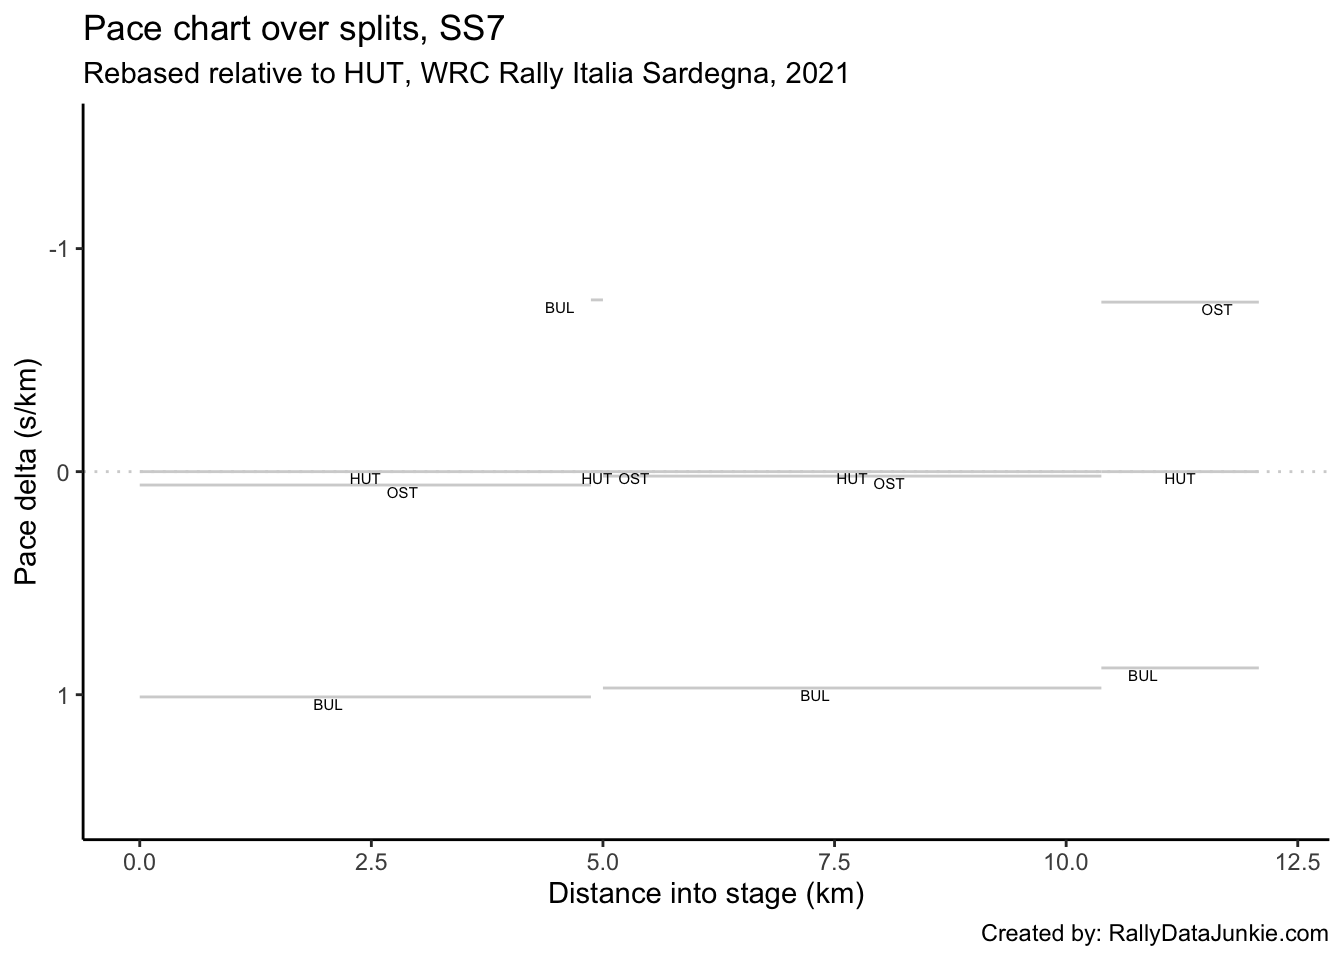 Pace chart over splits, SS7
Rebased relative to HUT, WRC Rally Italia Sardegna, 2021
Pace delta (s/km)
-1
0
1
BUL
OST
HUT
OST
HUT OST
HUT
OST
HUT
BUL
BUL
BUL
0.0 2.5 5.0 7.5 10.0 12.5
Distance into stage (km)
Created by: RallyDataJunkie.com